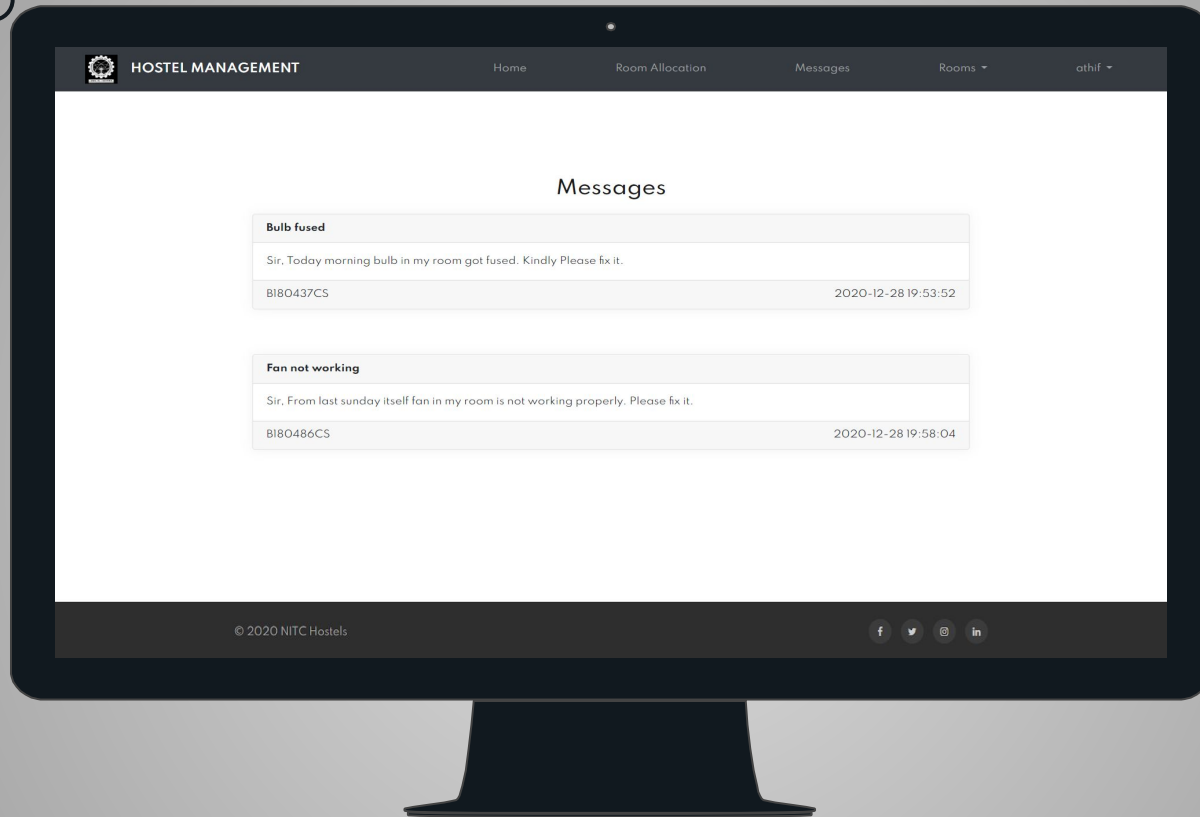 HOSTEL MANAGEMENT Home Room Allocation Messages Rooms athif
Messages
Bulb fused
Sir, Today morning bulb in my room got fused. Kindly Please fix it.
B180437CS 2020-12-28 19:53:52
Fan not working
Sir, From last sunday itself fan in my room is not working properly. Please fix it.
B180486CS 2020-12-28 19:58:04
© 2020 NITC Hostels